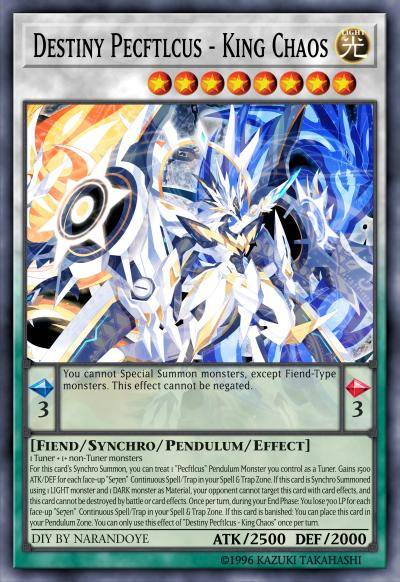 DESTINY PECFTLCUS - KING CHAOS
LIGHT
光
You cannot Special Summon monsters, except Fiend-Type
monsters. This effect cannot be negated.
3
3
[FIEND/SYNCHRO/PENDULUM/EFFECT]
1 Tuner + 1+ non-Tuner monsters
For this card's Synchro Summon, you can treat 1 "Pecftlcus" Pendulum Monster you control as a Tuner. Gains 1500
ATK/DEF for each face-up "Se7en" Continuous Spell/Trap in your Spell & Trap Zone. If this card is Synchro Summoned
using 1 LIGHT monster and 1 DARK monster as Material, your opponent cannot target this card with card effects, and
this card cannot be destroyed by battle or card effects. Once per turn, during your End Phase: You lose 700 LP for each
face-up "Se7en" Continuous Spell/Trap in your Spell & Trap Zone. If this card is banished: You can place this card in
your Pendulum Zone. You can only use this effect of "Destiny Pecftlcus - King Chaos" once per turn.
DIY BY NARANDOYE
ATK/2500 DEF/2000
©1996 KAZUKI TAKAHASHI